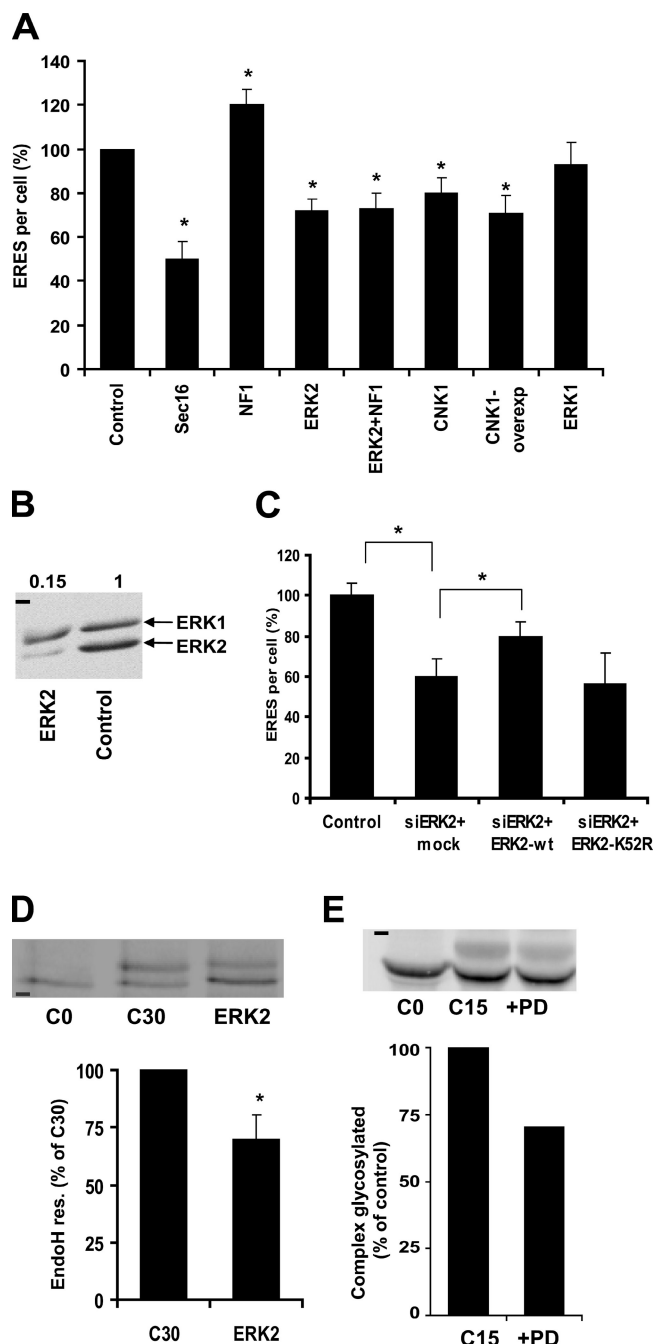 A
ERES per cell (%)
140
120
100
80
60
40
20
0
*
*
*
*
*
*
Control
Sec16
NF1
ERK2
ERK2+NF1
CNK1
CNK1-
overexp
ERK1
B
0.15 1
ERK1
ERK2
ERK2
Control
C
ERES per cell (%)
120
100
80
60
40
20
0
*
*
Control
siERK2+
mock
siERK2+
ERK2-wt
siERK2+
ERK2-K52R
D
C0 C30 ERK2
EndoH res. (% of C30)
100
75
50
25
0
*
C30 ERK2
E
C0 C15 +PD
Complex glycosylated
(% of control)
100
75
50
25
0
C15 +PD